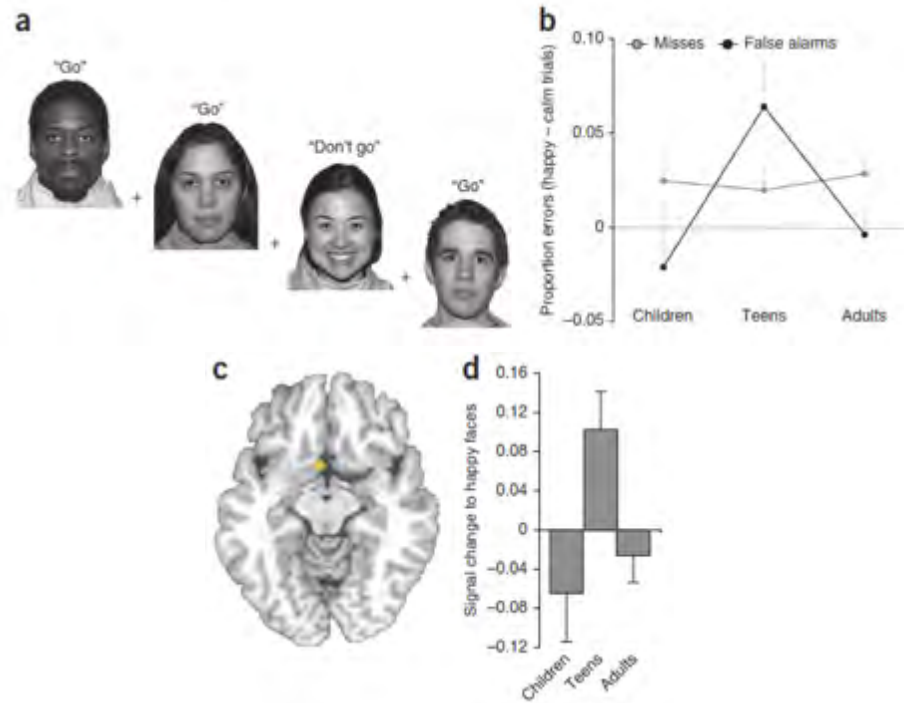 a
"Go"
"Go"
"Don't go"
"Go"
+
+
+
b
Misses
False alarms
Proportion errors (happy – calm trials)
0.10
0.05
0
–0.05
Children
Teens
Adults
c
d
Signal change to happy faces
0.16
0.12
0.08
0.04
0
–0.04
–0.08
–0.12
Children
Teens
Adults